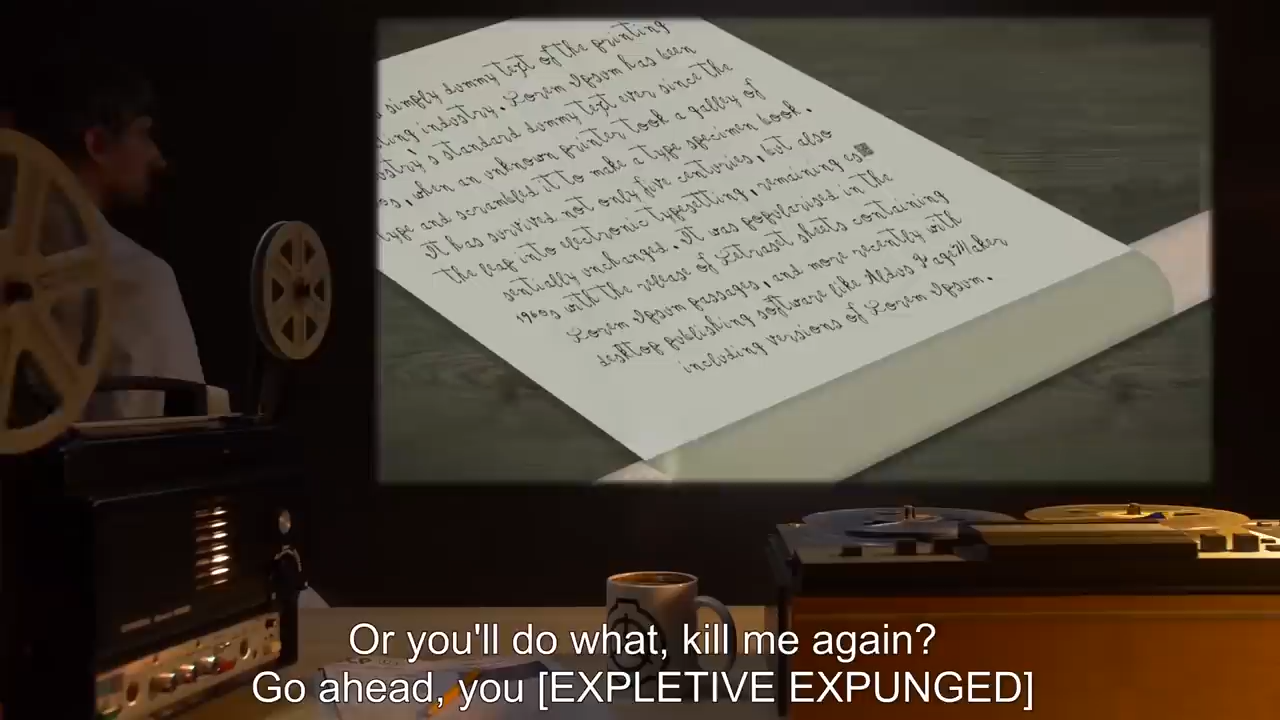 simply dummy text of the printing
industry. Lorem Ipsum has been
standard dummy text ever since the
, when an unknown printer took a galley of
type and scrambled it to make a type specimen book.
It has survived not only five centuries, but also
the leap into electronic typesetting, remaining es
sentially unchanged. It was popularised in the
1960s with the release of Letraset sheets containing
Lorem Ipsum passages, and more recently with
desktop publishing software like Aldus PageMaker
including versions of Lorem Ipsum.
Or you'll do what, kill me again?
Go ahead, you [EXPLETIVE EXPUNGED]